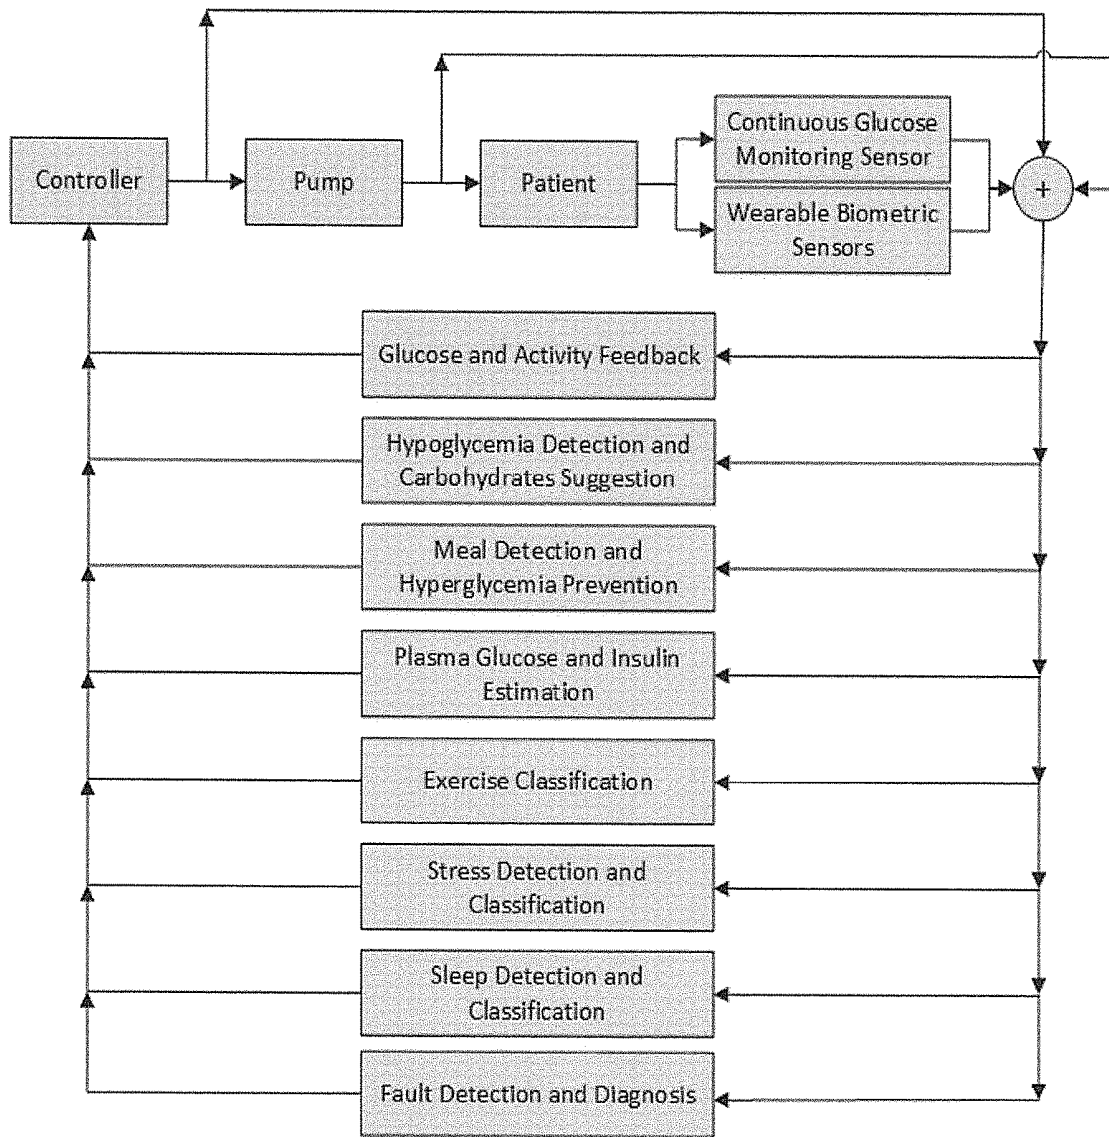 Continuous Glucose
Monitoring Sensor
Controller
Pump
Patient
+
Wearable Biometric
Sensors
Glucose and Activity Feedback
Hypoglycemia Detection and
Carbohydrates Suggestion
Meal Detection and
Hyperglycemia Prevention
Plasma Glucose and Insulin
Estimation
Exercise Classification
Stress Detection and
Classification
Sleep Detection and
Classification
Fault Detection and Diagnosis